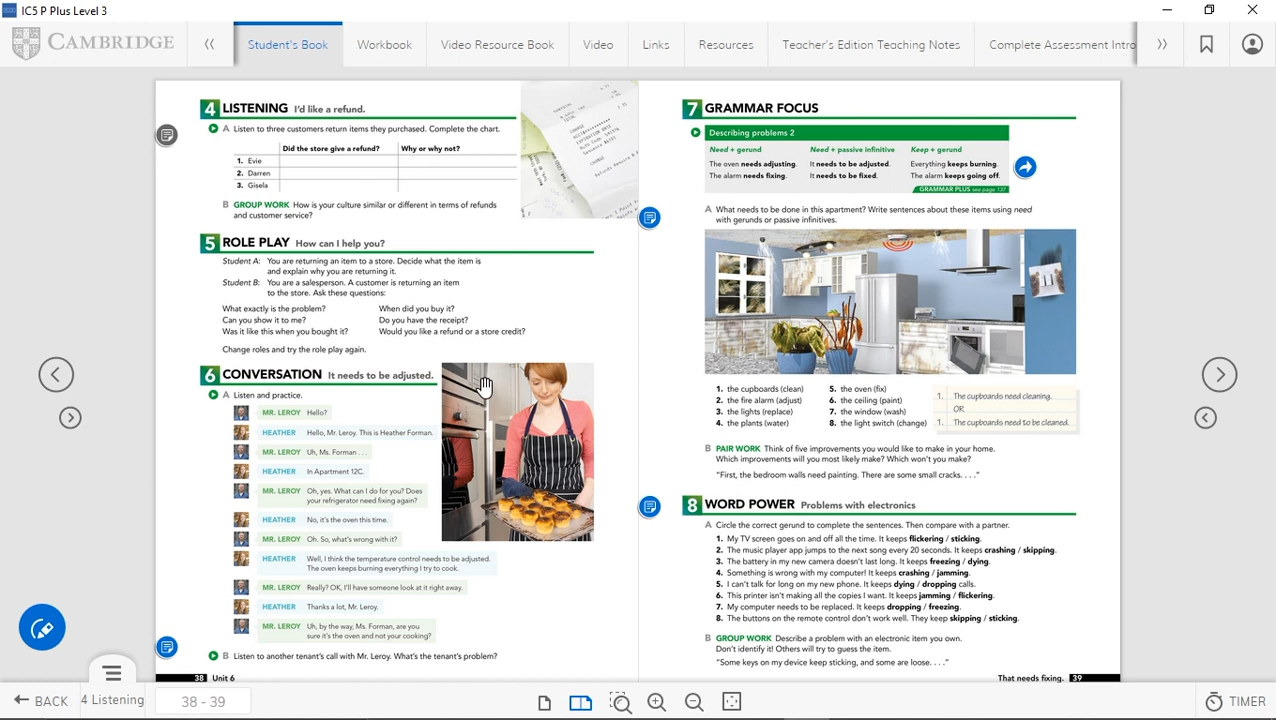 IC5 P Plus Level 3
CAMBRIDGE
Student's Book
Workbook
Video Resource Book
Video
Links
Resources
Teacher's Edition Teaching Notes
Complete Assessment Intro
4 LISTENING I'd like a refund.
A Listen to three customers return items they purchased. Complete the chart.
Did the store give a refund? Why or why not?
1. Evie
2. Darren
3. Gisela
B GROUP WORK How is your culture similar or different in terms of refunds
and customer service?
5 ROLE PLAY How can I help you?
Student A: You are returning an item to a store. Decide what the item is
and explain why you are returning it.
Student B: You are a salesperson. A customer is returning an item
to the store. Ask these questions:
What exactly is the problem? When did you buy it?
Can you show it to me? Do you have the receipt?
Was it like this when you bought it? Would you like a refund or a store credit?
Change roles and try the role play again.
6 CONVERSATION It needs to be adjusted.
A Listen and practice.
MR. LEROY Hello?
HEATHER Hello, Mr. Leroy. This is Heather Forman.
MR. LEROY Uh, Ms. Forman . . .
HEATHER In Apartment 12C.
MR. LEROY Oh, yes. What can I do for you? Does
your refrigerator need fixing again?
HEATHER No, it's the oven this time.
MR. LEROY Oh. So, what's wrong with it?
HEATHER Well, I think the temperature control needs to be adjusted.
The oven keeps burning everything I try to cook.
MR. LEROY Really? OK, I'll have someone look at it right away.
HEATHER Thanks a lot, Mr. Leroy.
MR. LEROY Uh, by the way, Ms. Forman, are you
sure it's the oven and not your cooking?
B Listen to another tenant's call with Mr. Leroy. What's the tenant's problem?
38 Unit 6
7 GRAMMAR FOCUS
Describing problems 2
Need + gerund Need + passive infinitive Keep + gerund
The oven needs adjusting. It needs to be adjusted. Everything keeps burning.
The alarm needs fixing. It needs to be fixed. The alarm keeps going off.
GRAMMAR PLUS see page 137
A What needs to be done in this apartment? Write sentences about these items using need
with gerunds or passive infinitives.
1. the cupboards (clean) 5. the oven (fix)
2. the fire alarm (adjust) 6. the ceiling (paint)
3. the lights (replace) 7. the window (wash)
4. the plants (water) 8. the light switch (change)
1. The cupboards need cleaning.
OR
1. The cupboards need to be cleaned.
B PAIR WORK Think of five improvements you would like to make in your home.
Which improvements will you most likely make? Which won't you make?
"First, the bedroom walls need painting. There are some small cracks. . . ."
8 WORD POWER Problems with electronics
A Circle the correct gerund to complete the sentences. Then compare with a partner.
1. My TV screen goes on and off all the time. It keeps flickering / sticking.
2. The music player app jumps to the next song every 20 seconds. It keeps crashing / skipping.
3. The battery in my new camera doesn't last long. It keeps freezing / dying.
4. Something is wrong with my computer! It keeps crashing / jamming.
5. I can't talk for long on my new phone. It keeps dying / dropping calls.
6. This printer isn't making all the copies I want. It keeps jamming / flickering.
7. My computer needs to be replaced. It keeps dropping / freezing.
8. The buttons on the remote control don't work well. They keep skipping / sticking.
B GROUP WORK Describe a problem with an electronic item you own.
Don't identify it! Others will try to guess the item.
"Some keys on my device keep sticking, and some are loose. . . ."
That needs fixing. 39
BACK
4 Listening
38 - 39
TIMER